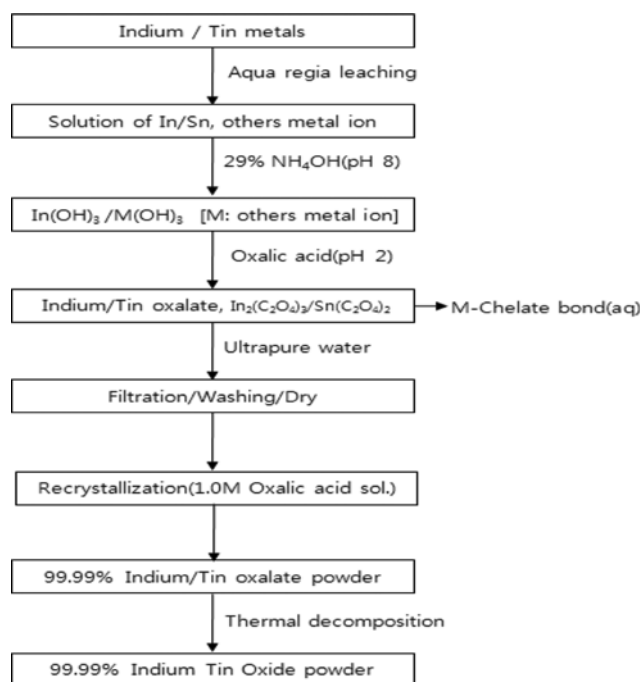 Indium / Tin metals
Aqua regia leaching
Solution of In/Sn, others metal ion
29% NH₄OH(pH 8)
In(OH)₃/M(OH)₃ [M: others metal ion]
Oxalic acid(pH 2)
Indium/Tin oxalate, In₂(C₂O₄)₃/Sn(C₂O₄)₂
M-Chelate bond(aq)
Ultrapure water
Filtration/Washing/Dry
Recrystallization(1.0M Oxalic acid sol.)
99.99% Indium/Tin oxalate powder
Thermal decomposition
99.99% Indium Tin Oxide powder